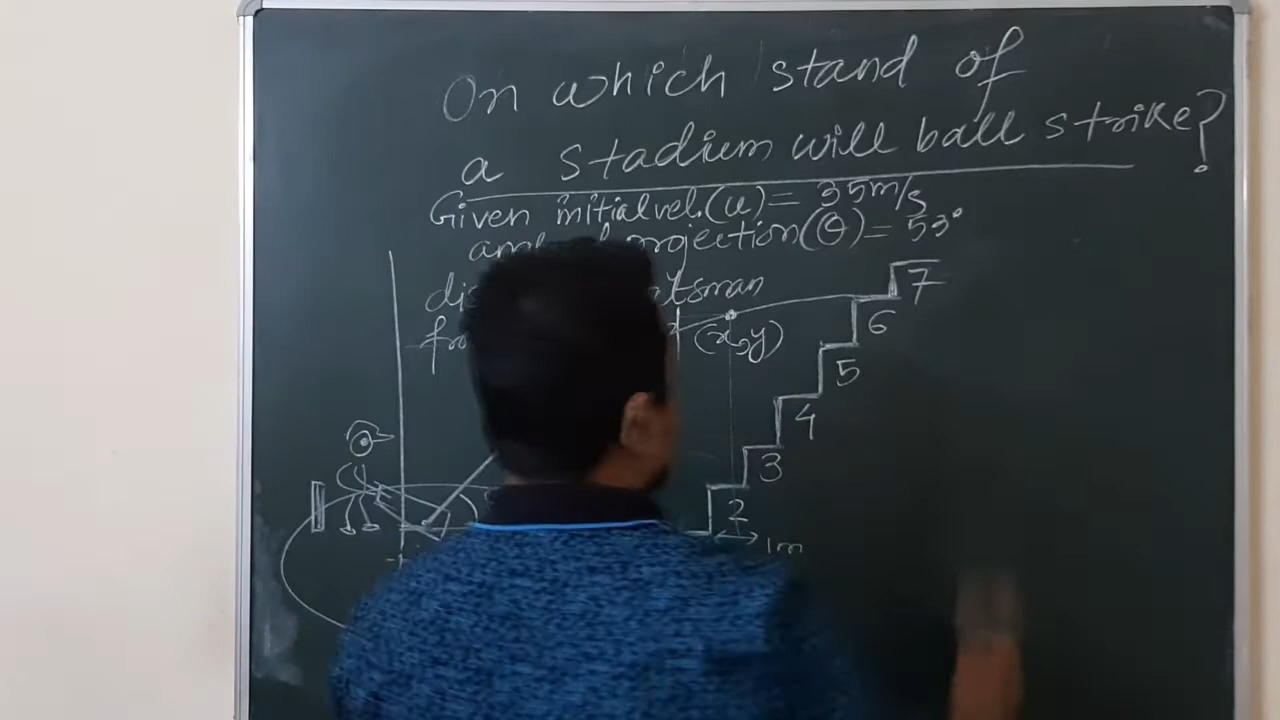 On which stand of
a stadium will ball strike?
Given initial vel. (u) = 35m/s
projection (θ) = 53°
7
(x, y)
6
5
4
3
2
1m